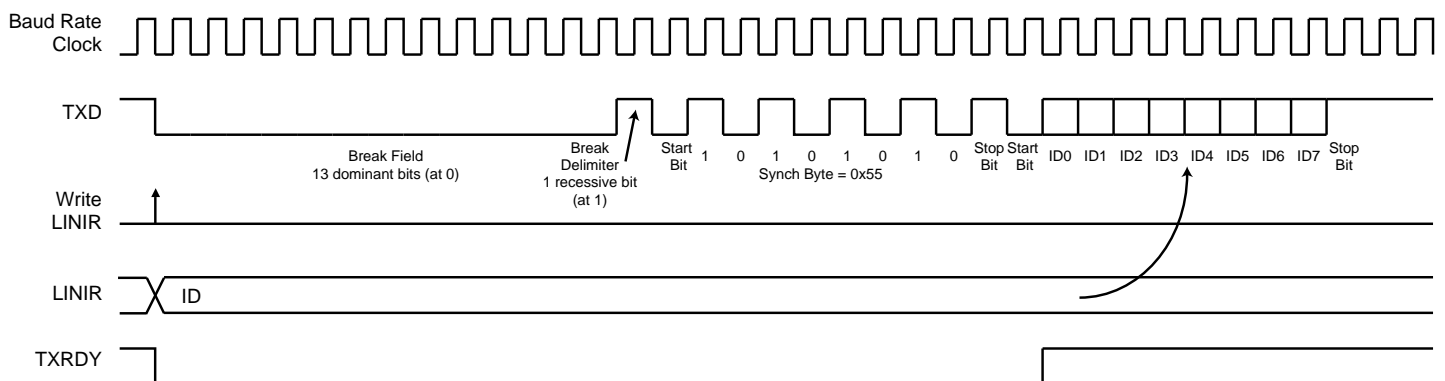 Baud Rate
Clock
TXD
Break Field
13 dominant bits (at 0)
Break
Delimiter
1 recessive bit
(at 1)
Start
Bit
1 0 1 0 1 0 1 0
Synch Byte = 0x55
Stop
Bit
Start
Bit
ID0 ID1 ID2 ID3 ID4 ID5 ID6 ID7
Stop
Bit
Write
LINIR
LINIR
ID
TXRDY